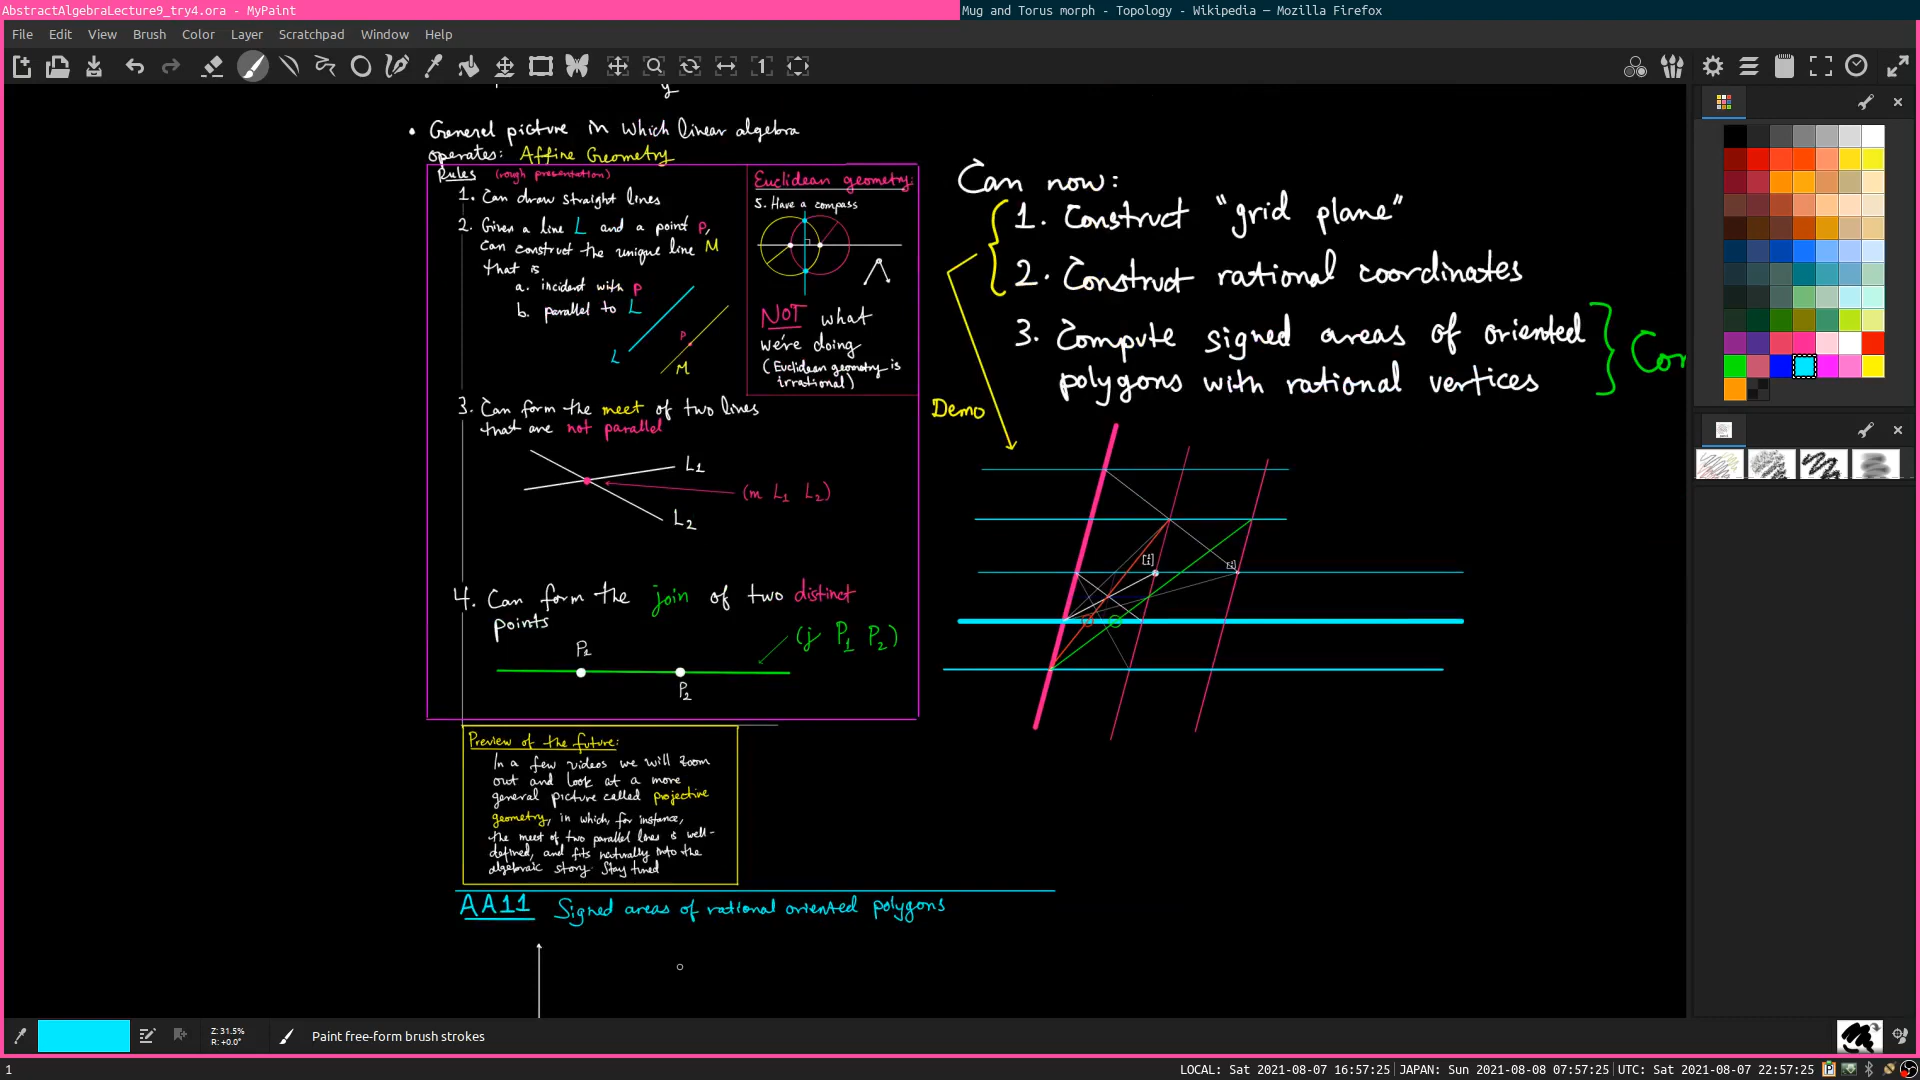 AbstractAlgebraLecture9_try4.ora - MyPaint
Mug and Torus morph - Topology - Wikipedia — Mozilla Firefox
File Edit View Brush Color Layer Scratchpad Window Help
• General picture in which linear algebra
operates: Affine Geometry
Rules (rough presentation)
1. Can draw straight lines
2. Given a line L and a point P,
can construct the unique line M
that is
a. incident with P
b. parallel to L
L
P
M
Euclidean geometry:
5. Have a compass
NOT what
we're doing
(Euclidean geometry is
irrational)
3. Can form the meet of two lines
that are not parallel
L1
L2
(m L1 L2)
4. Can form the join of two distinct
points
(j P1 P2)
P1
P2
Preview of the future:
In a few videos we will zoom
out and look at a more
general picture called projective
geometry, in which, for instance,
the meet of two parallel lines is well-
defined, and fits naturally into the
algebraic story. Stay tuned
AA11 Signed areas of rational oriented polygons
Can now:
1. Construct "grid plane"
2. Construct rational coordinates
3. Compute signed areas of oriented
polygons with rational vertices
Demo
Z: 31.5%
R: +0.0°
Paint free-form brush strokes
1
LOCAL: Sat 2021-08-07 16:57:25 | JAPAN: Sun 2021-08-08 07:57:25 | UTC: Sat 2021-08-07 22:57:25